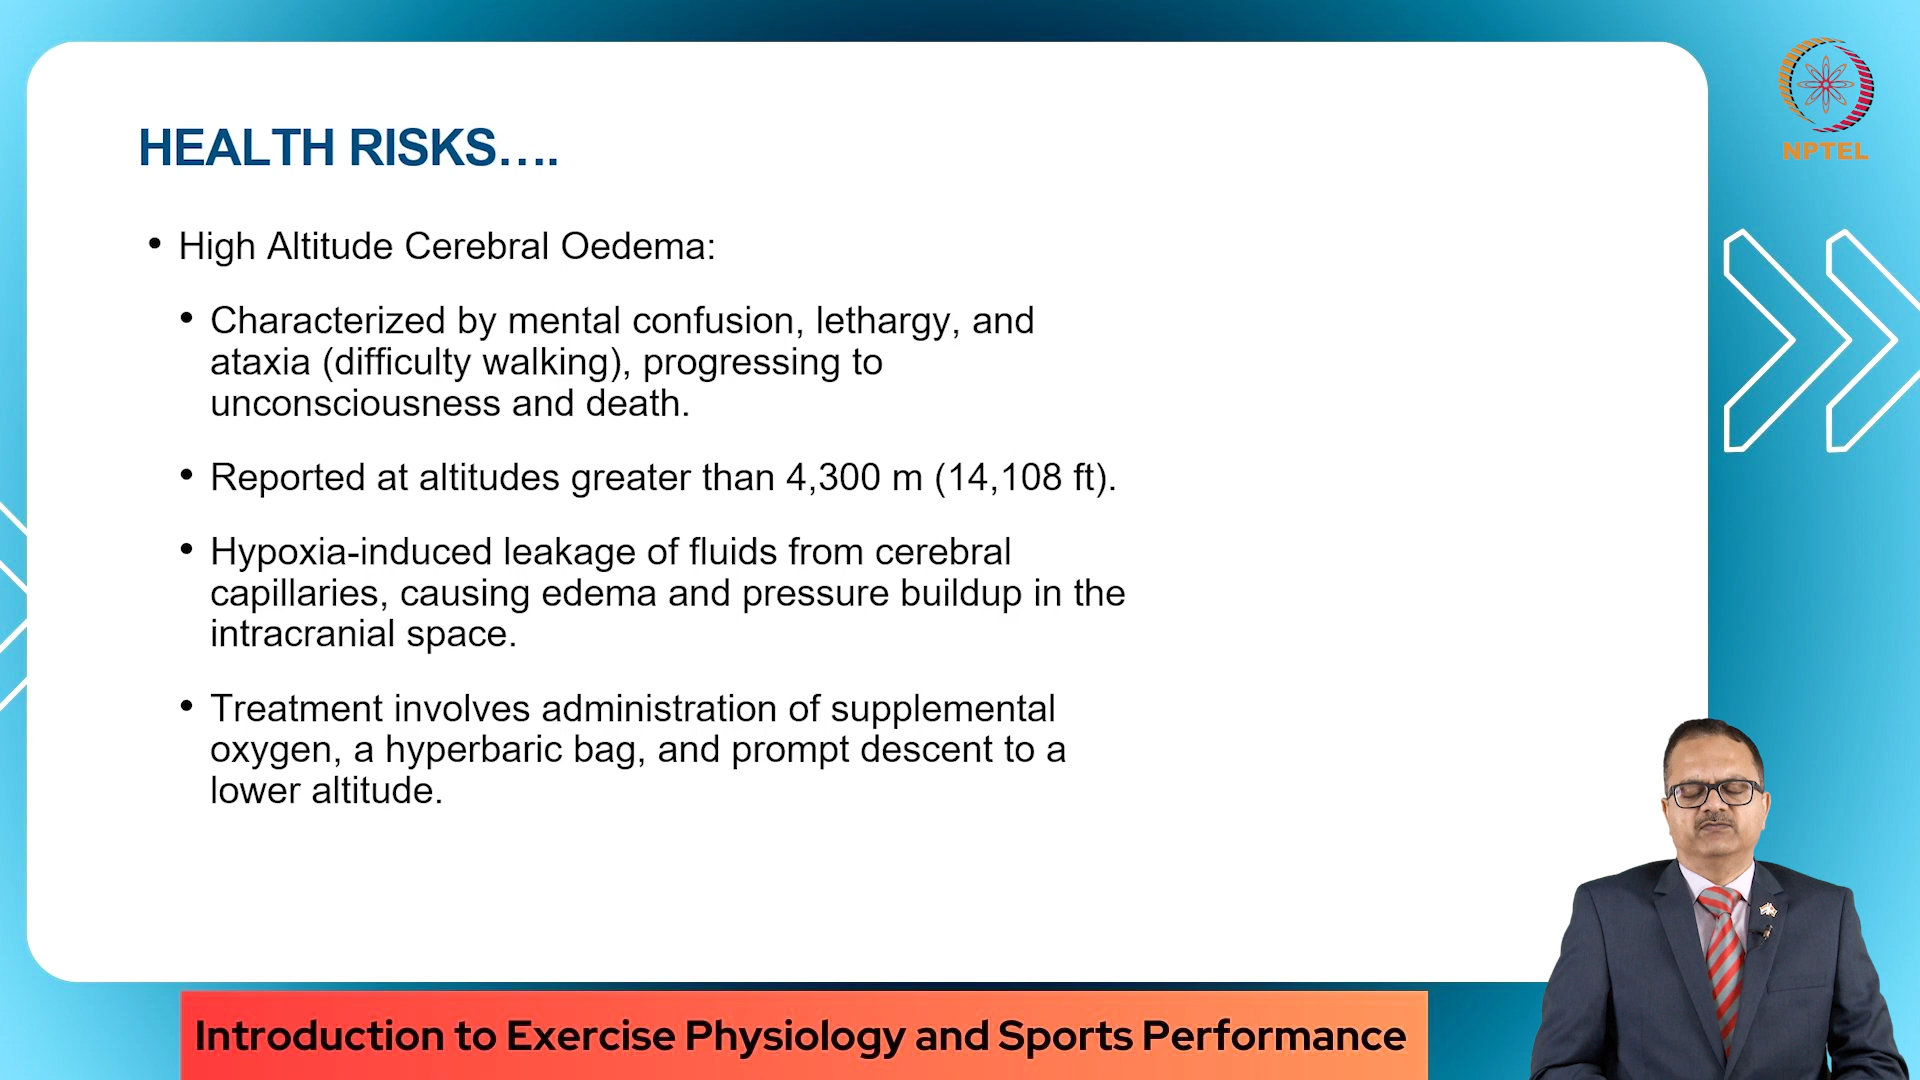 HEALTH RISKS....
NPTEL
• High Altitude Cerebral Oedema:
• Characterized by mental confusion, lethargy, and
ataxia (difficulty walking), progressing to
unconsciousness and death.
• Reported at altitudes greater than 4,300 m (14,108 ft).
• Hypoxia-induced leakage of fluids from cerebral
capillaries, causing edema and pressure buildup in the
intracranial space.
• Treatment involves administration of supplemental
oxygen, a hyperbaric bag, and prompt descent to a
lower altitude.
Introduction to Exercise Physiology and Sports Performance